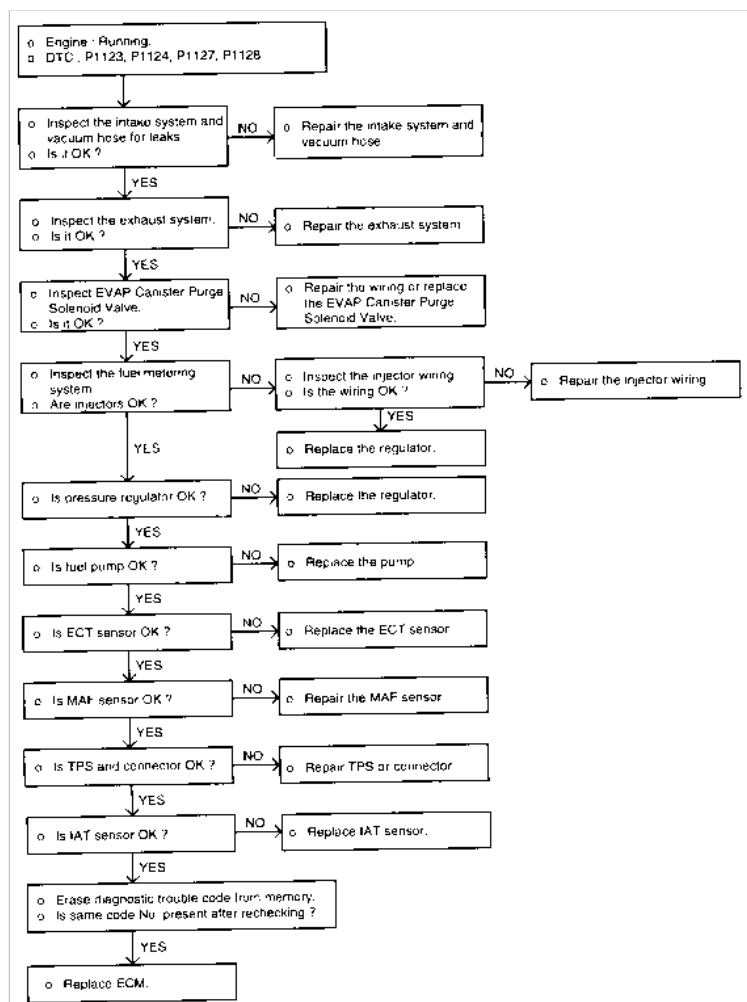 o Engine : Running.
o DTC : P1123, P1124, P1127, P1128
o Inspect the intake system and
vacuum hose for leaks
o Is it OK ?
NO
o Repair the intake system and
vacuum hose
YES
o Inspect the exhaust system.
o Is it OK ?
NO
o Repair the exhaust system
YES
o Inspect EVAP Canister Purge
Solenoid Valve.
o Is it OK ?
NO
o Repair the wiring or replace
the EVAP Canister Purge
Solenoid Valve.
YES
o Inspect the fuel metering
system
o Are injectors OK ?
NO
o Inspect the injector wiring
o Is the wiring OK ?
NO
o Repair the injector wiring
YES
YES
o Replace the regulator.
o Is pressure regulator OK ?
NO
o Replace the regulator.
YES
o Is fuel pump OK ?
NO
o Replace the pump
YES
o Is ECT sensor OK ?
NO
o Replace the ECT sensor
YES
o Is MAF sensor OK ?
NO
o Repair the MAF sensor
YES
o Is TPS and connector OK ?
NO
o Repair TPS or connector
YES
o Is IAT sensor OK ?
NO
o Replace IAT sensor.
YES
o Erase diagnostic trouble code from memory.
o Is same code No. present after rechecking ?
YES
o Replace ECM.